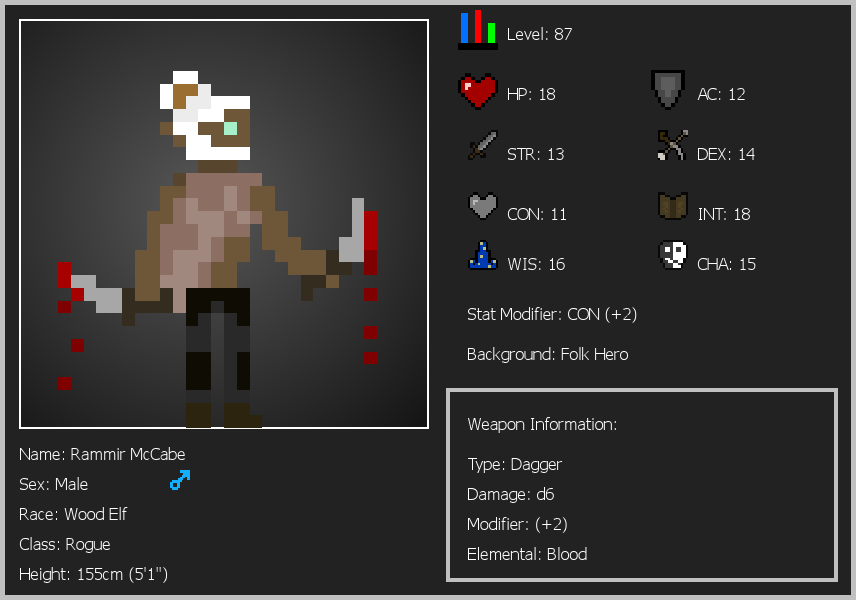 Level: 87
HP: 18
AC: 12
STR: 13
DEX: 14
CON: 11
INT: 18
WIS: 16
CHA: 15
Stat Modifier: CON (+2)
Background: Folk Hero
Weapon Information:
Type: Dagger
Damage: d6
Modifier: (+2)
Elemental: Blood
Name: Rammir McCabe
Sex: Male
Race: Wood Elf
Class: Rogue
Height: 155cm (5'1")